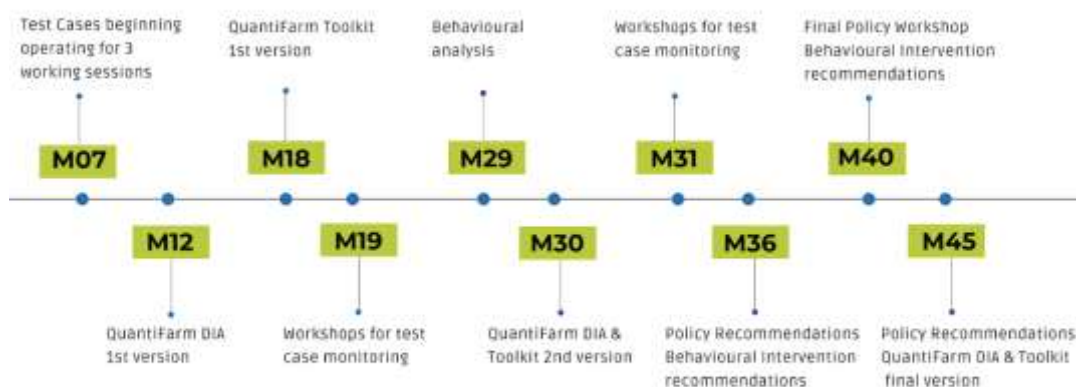 Test Cases beginning
operating for 3
working sessions
M07
M12
QuantiFarm DIA
1st version
QuantiFarm Toolkit
1st version
M18
M19
Workshops for test
case monitoring
Behavioural
analysis
M29
M30
QuantiFarm DIA &
Toolkit 2nd version
Workshops for test
case monitoring
M31
M36
Policy Recommendations
Behavioural Intervention
recommendations
Final Policy Workshop
Behavioural Intervention
recommendations
M40
M45
Policy Recommendations
QuantiFarm DIA & Toolkit
final version